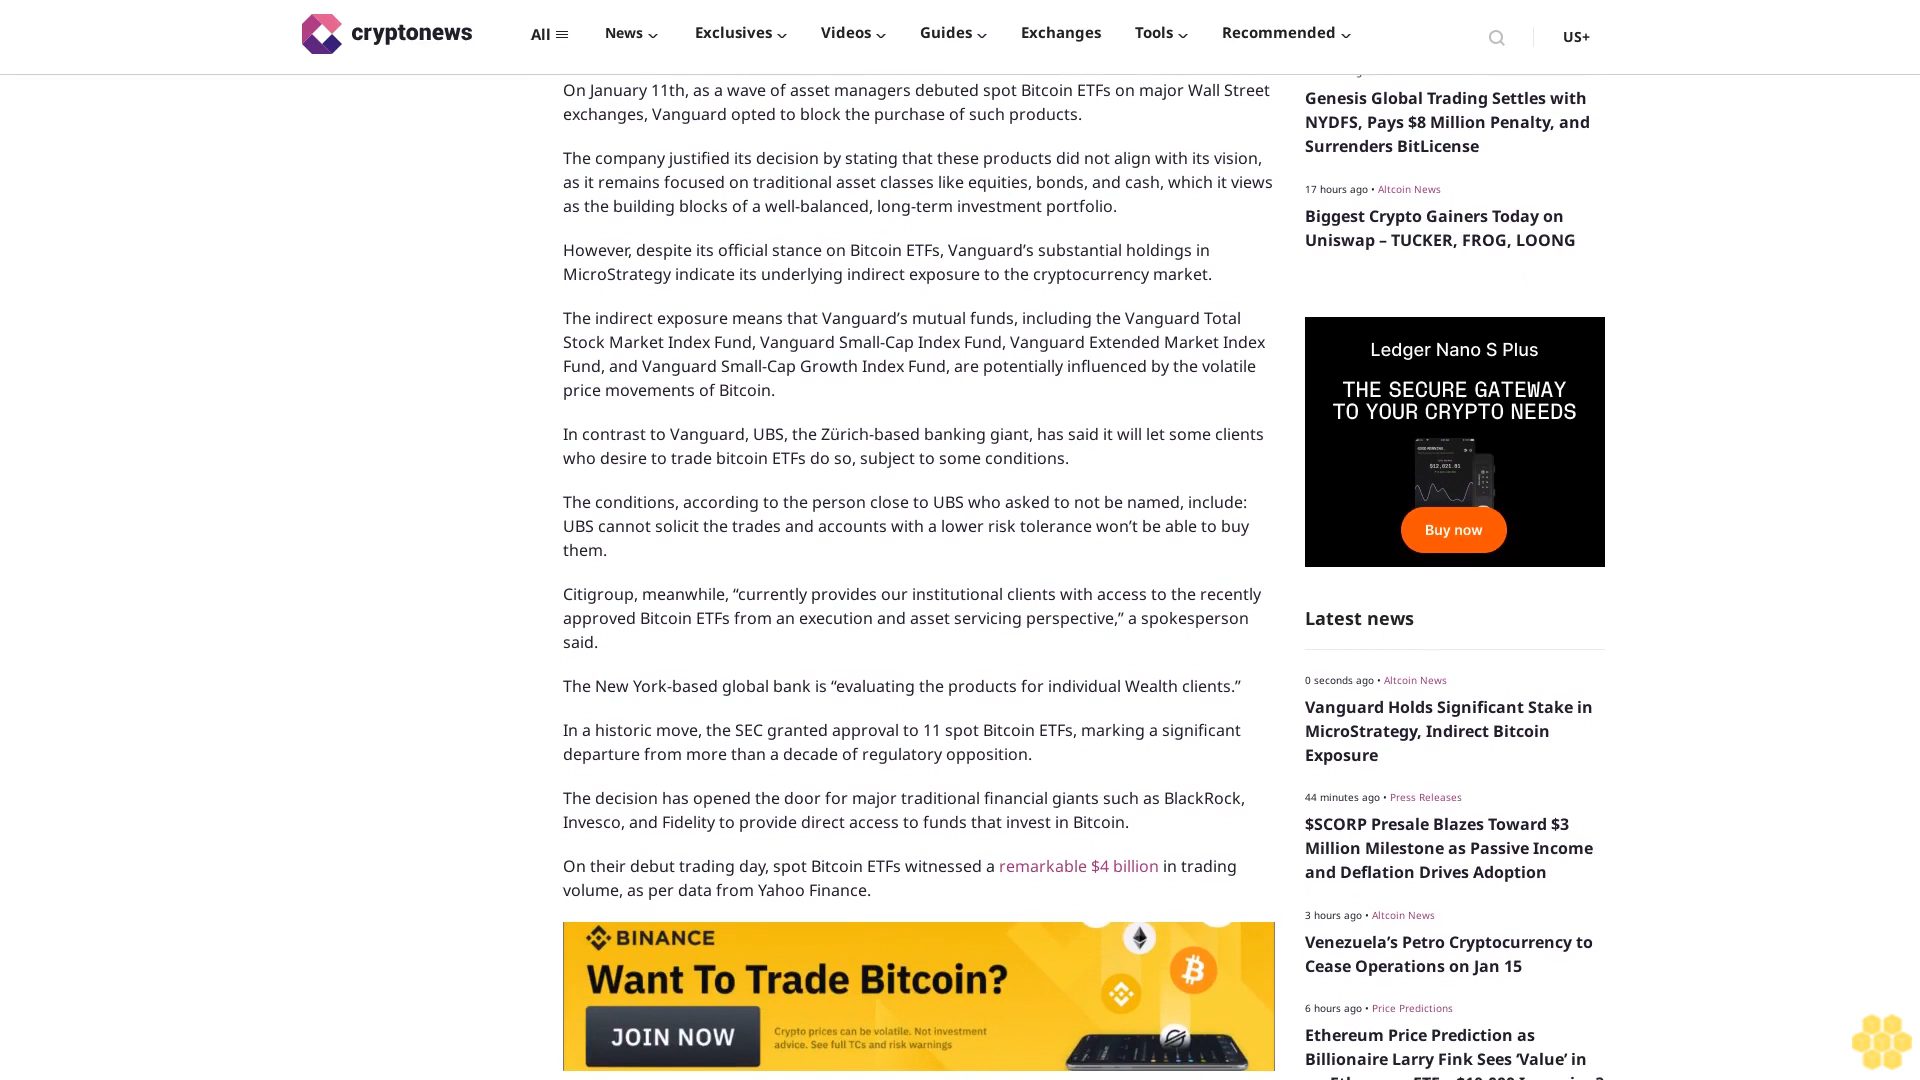 cryptonews
All
News
Exclusives
Videos
Guides
Exchanges
Tools
Recommended
US+
On January 11th, as a wave of asset managers debuted spot Bitcoin ETFs on major Wall Street
exchanges, Vanguard opted to block the purchase of such products.
The company justified its decision by stating that these products did not align with its vision,
as it remains focused on traditional asset classes like equities, bonds, and cash, which it views
as the building blocks of a well-balanced, long-term investment portfolio.
However, despite its official stance on Bitcoin ETFs, Vanguard’s substantial holdings in
MicroStrategy indicate its underlying indirect exposure to the cryptocurrency market.
The indirect exposure means that Vanguard’s mutual funds, including the Vanguard Total
Stock Market Index Fund, Vanguard Small-Cap Index Fund, Vanguard Extended Market Index
Fund, and Vanguard Small-Cap Growth Index Fund, are potentially influenced by the volatile
price movements of Bitcoin.
In contrast to Vanguard, UBS, the Zürich-based banking giant, has said it will let some clients
who desire to trade bitcoin ETFs do so, subject to some conditions.
The conditions, according to the person close to UBS who asked to not be named, include:
UBS cannot solicit the trades and accounts with a lower risk tolerance won’t be able to buy
them.
Citigroup, meanwhile, “currently provides our institutional clients with access to the recently
approved Bitcoin ETFs from an execution and asset servicing perspective,” a spokesperson
said.
The New York-based global bank is “evaluating the products for individual Wealth clients.”
In a historic move, the SEC granted approval to 11 spot Bitcoin ETFs, marking a significant
departure from more than a decade of regulatory opposition.
The decision has opened the door for major traditional financial giants such as BlackRock,
Invesco, and Fidelity to provide direct access to funds that invest in Bitcoin.
On their debut trading day, spot Bitcoin ETFs witnessed a remarkable $4 billion in trading
volume, as per data from Yahoo Finance.
BINANCE
Want To Trade Bitcoin?
JOIN NOW
Crypto prices can be volatile. Not investment
advice. See full TCs and risk warnings
Genesis Global Trading Settles with
NYDFS, Pays $8 Million Penalty, and
Surrenders BitLicense
17 hours ago • Altcoin News
Biggest Crypto Gainers Today on
Uniswap – TUCKER, FROG, LOONG
Ledger Nano S Plus
THE SECURE GATEWAY
TO YOUR CRYPTO NEEDS
$12,821.01
Buy now
Latest news
0 seconds ago • Altcoin News
Vanguard Holds Significant Stake in
MicroStrategy, Indirect Bitcoin
Exposure
44 minutes ago • Press Releases
$SCORP Presale Blazes Toward $3
Million Milestone as Passive Income
and Deflation Drives Adoption
3 hours ago • Altcoin News
Venezuela’s Petro Cryptocurrency to
Cease Operations on Jan 15
6 hours ago • Price Predictions
Ethereum Price Prediction as
Billionaire Larry Fink Sees ‘Value’ in